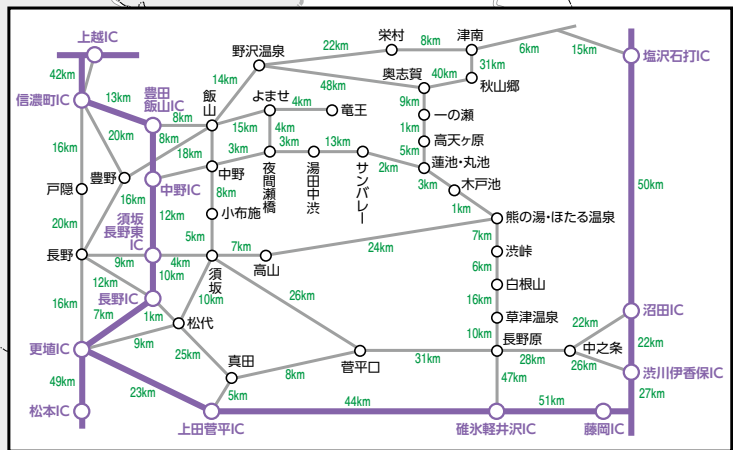 上越IC
42km
信濃町IC
13km
豊田
飯山IC
8km
8km
20km
16km
戸隠
豊野
18km
16km
中野IC
20km
須坂
長野東
IC
12km
長野
9km
4km
10km
12km
長野IC
7km
1km
16km
更埴IC
9km
松代
10km
49km
松本IC
23km
25km
真田
5km
上田菅平IC
野沢温泉
22km
栄村
8km
津南
6km
15km
塩沢石打IC
14km
48km
奥志賀
40km
31km
秋山郷
飯山
よませ
4km
竜王
15km
4km
9km
一の瀬
1km
高天ヶ原
5km
蓮池・丸池
3km
3km
13km
2km
中野
夜間瀬橋
湯田中渋
サンバレー
8km
小布施
5km
3km
木戸池
1km
熊の湯・ほたる温泉
50km
7km
高山
24km
須坂
7km
渋峠
6km
白根山
16km
草津温泉
10km
長野原
26km
8km
菅平口
31km
28km
中之条
22km
26km
沼田IC
22km
渋川伊香保IC
27km
47km
44km
碓氷軽井沢IC
51km
藤岡IC